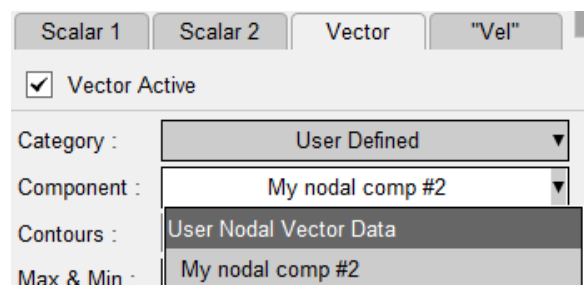 Scalar 1 Scalar 2 Vector "Vel"
Vector Active
Category : User Defined
Component : My nodal comp #2
Contours : User Nodal Vector Data
Max & Min : My nodal comp #2